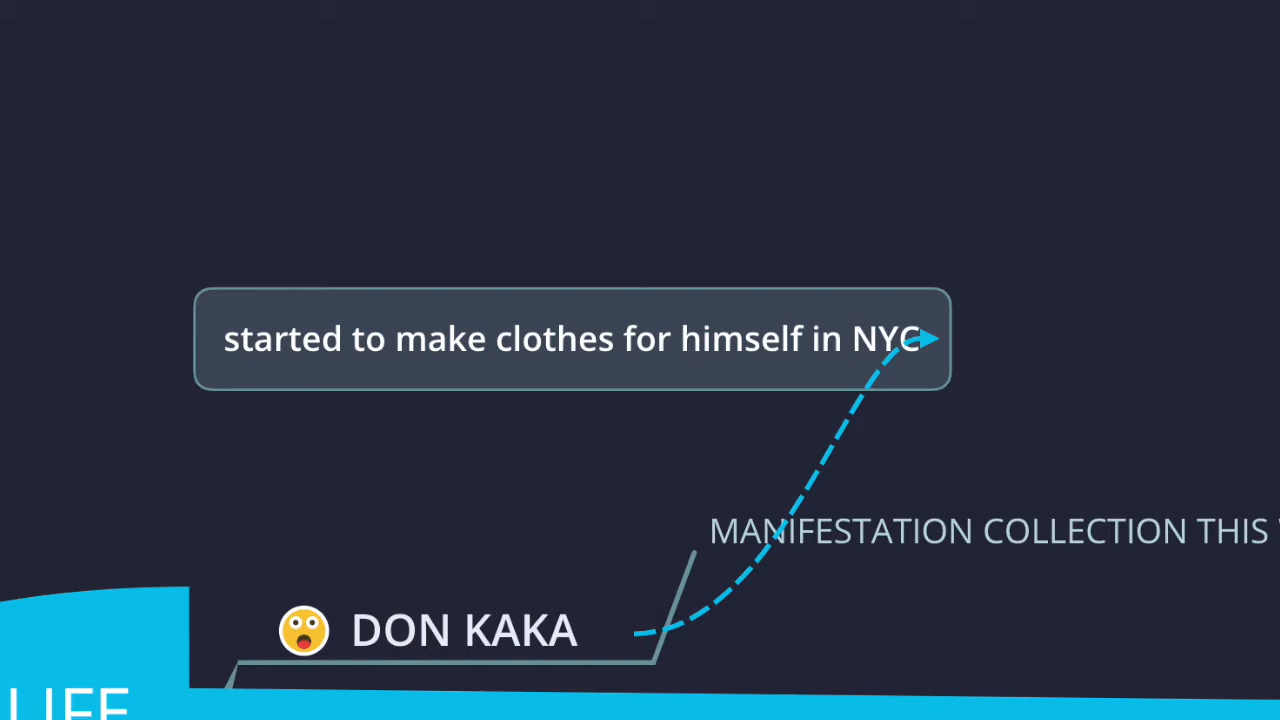 started to make clothes for himself in NYC
MANIFESTATION COLLECTION THIS
DON KAKA
LIFE